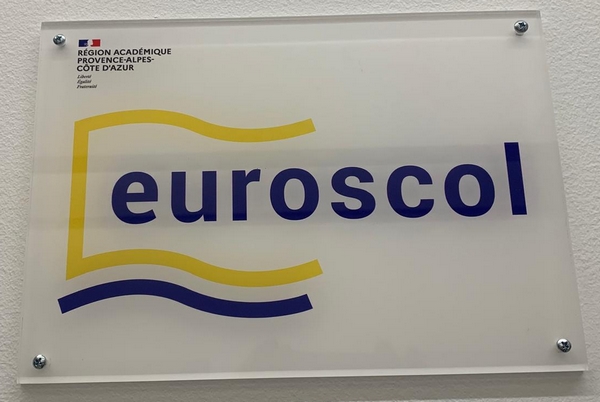 RÉGION ACADÉMIQUE
PROVENCE-ALPES-
CÔTE D'AZUR
Liberté
Égalité
Fraternité
euroscol